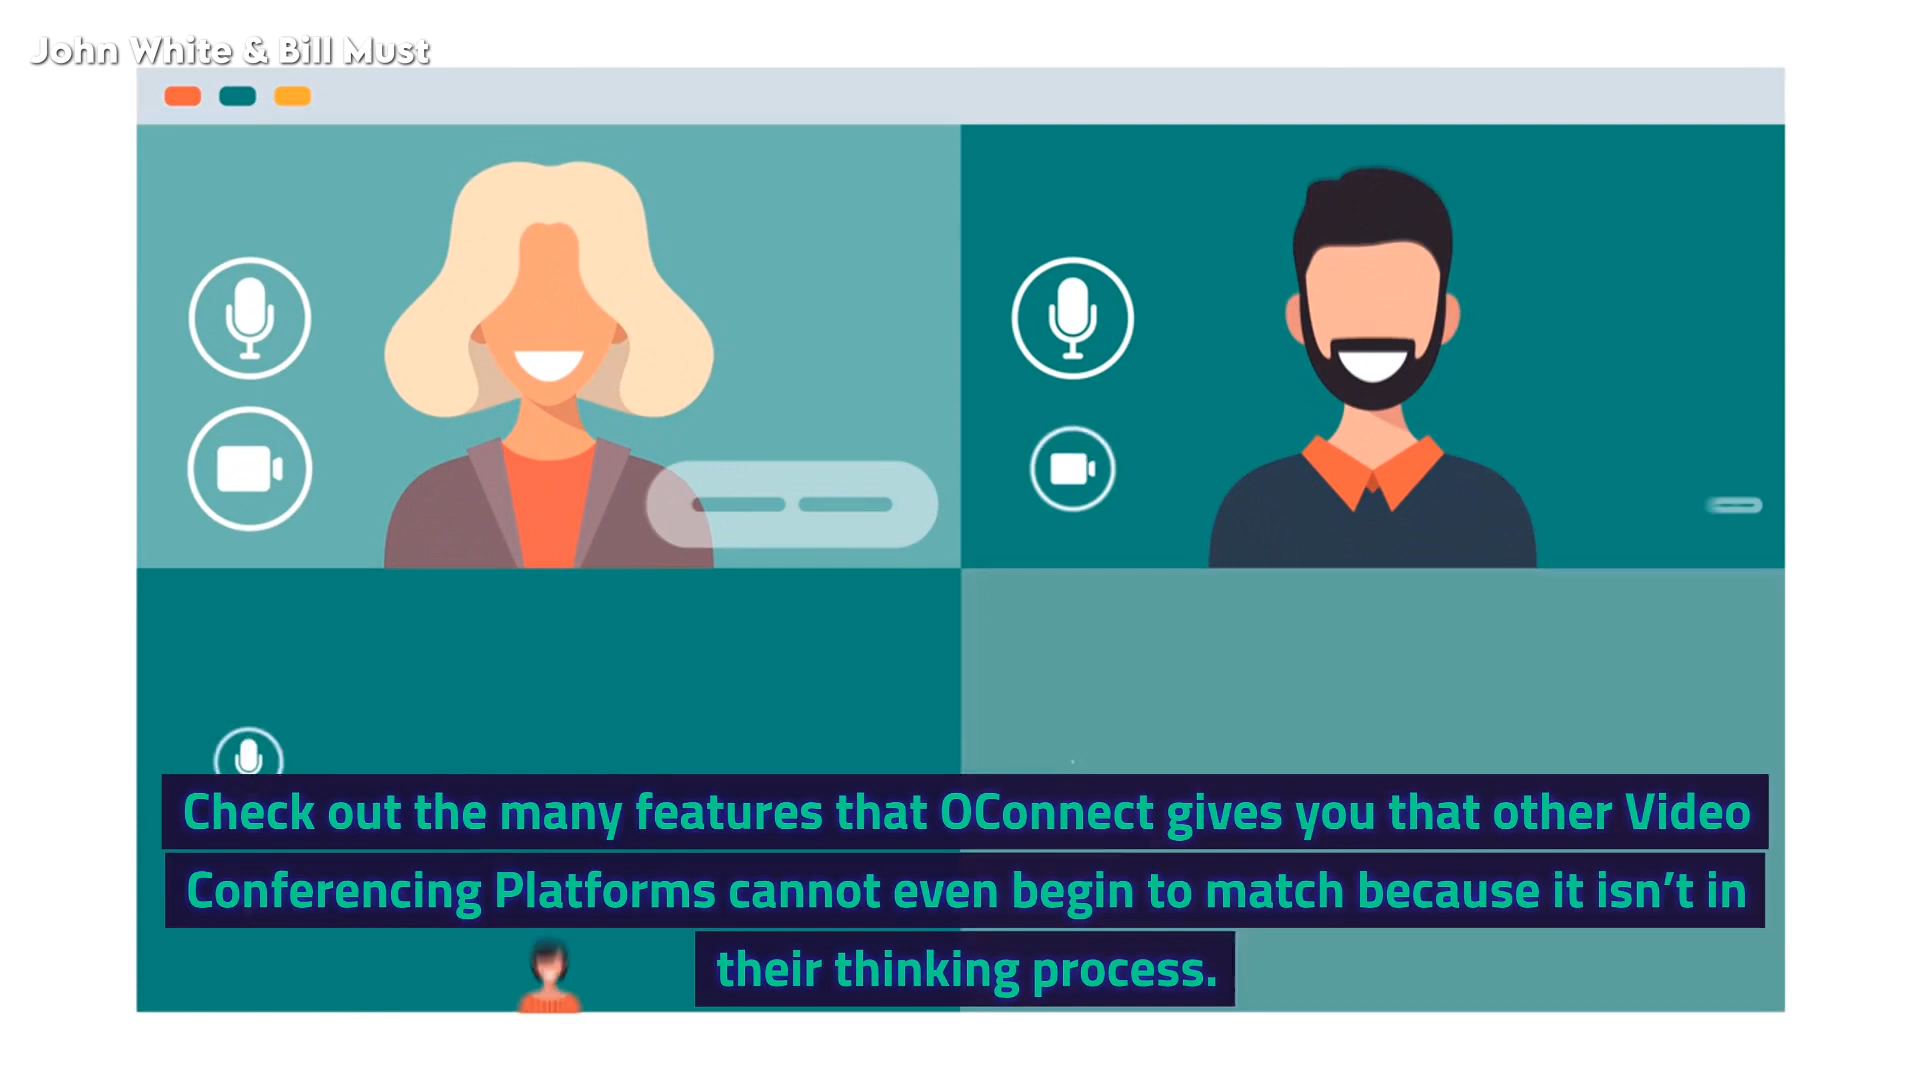 John White & Bill Must
Check out the many features that OConnect gives you that other Video
Conferencing Platforms cannot even begin to match because it isn’t in
their thinking process.